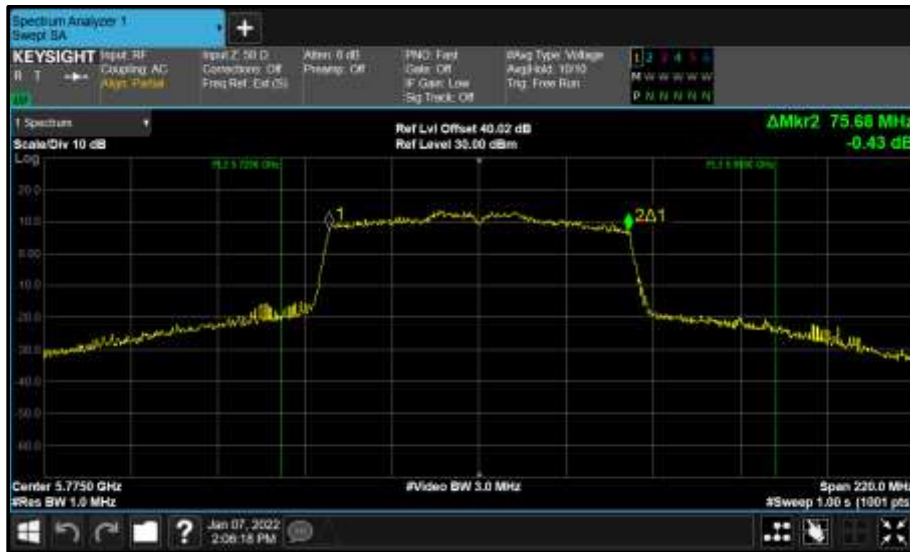 Spectrum Analyzer 1
Swept SA
KEYSIGHT
R T
Input: RF
Coupling: AC
Align: Partial
Input Z: 50 Ω
Corrections: Off
Freq Ref: Ext (S)
Atten: 0 dB
Preamp: Off
PNO: Fast
Gate: Off
IF Gain: Low
Sig Track: Off
#Avg Type: Voltage
Avg|Hold: 10/10
Trig: Free Run
1 2 3 4 5 6
M W W W W W
P N N N N N
1 Spectrum
Scale/Div 10 dB
Ref Lvl Offset 40.02 dB
Ref Level 30.00 dBm
ΔMkr2 75.68 MHz
-0.43 dB
Log
20.0
10.0
0.00
-10.0
-20.0
-30.0
-40.0
-50.0
-60.0
1
2Δ1
Center 5.7750 GHz
#Res BW 1.0 MHz
#Video BW 3.0 MHz
Span 220.0 MHz
#Sweep 1.00 s (1001 pts
?
Jan 07, 2022
2:06:18 PM